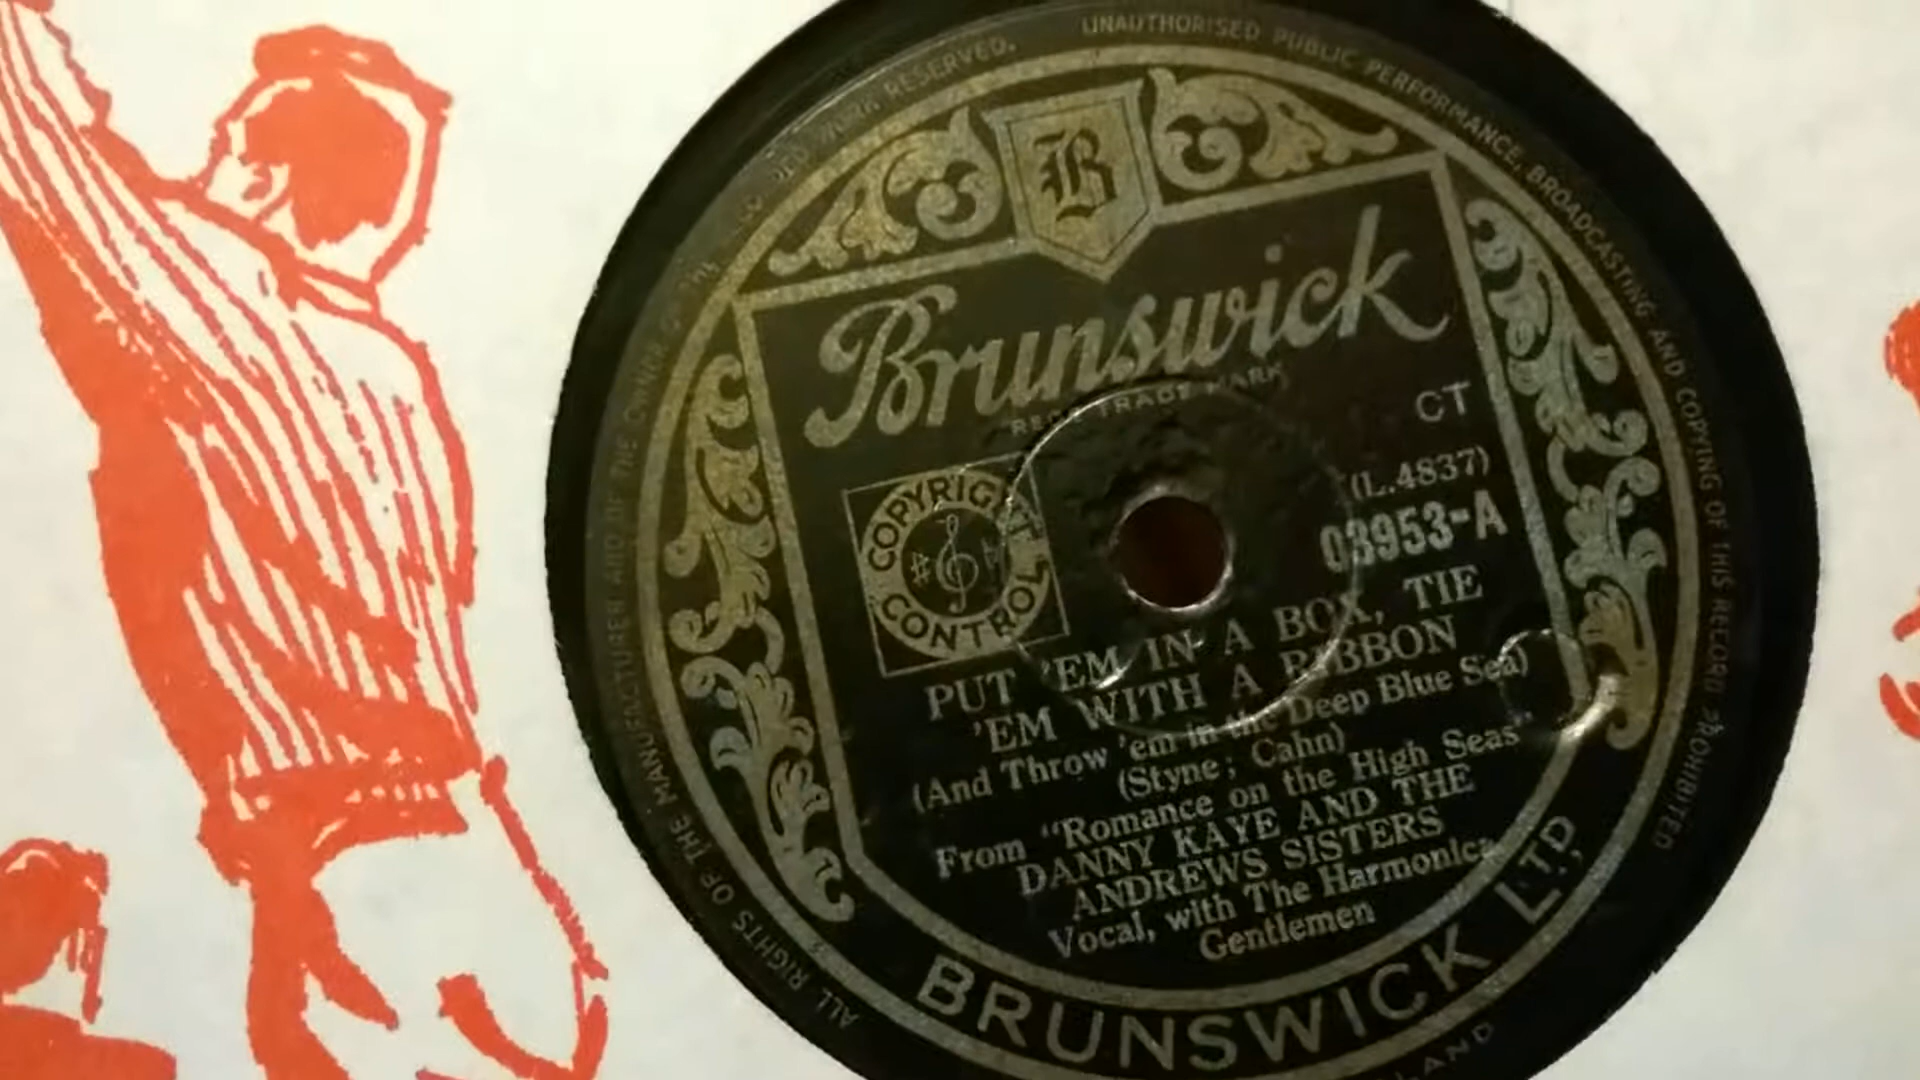 ALL RIGHTS OF THE MANUFACTURER AND OF THE OWNER OF THE RECORDED WORK RESERVED.
UNAUTHORISED PUBLIC PERFORMANCE, BROADCASTING AND COPYING OF THIS RECORD PROHIBITED
B
Brunswick
REGD TRADE MARK
CT
COPYRIGHT
CONTROL
(L.4837)
03953-A
PUT 'EM IN A BOX, TIE
'EM WITH A RIBBON
(And Throw 'em in the Deep Blue Sea)
(Styne; Cahn)
From "Romance on the High Seas"
DANNY KAYE AND THE
ANDREWS SISTERS
Vocal, with The Harmonica
Gentlemen
BRUNSWICK LTD,